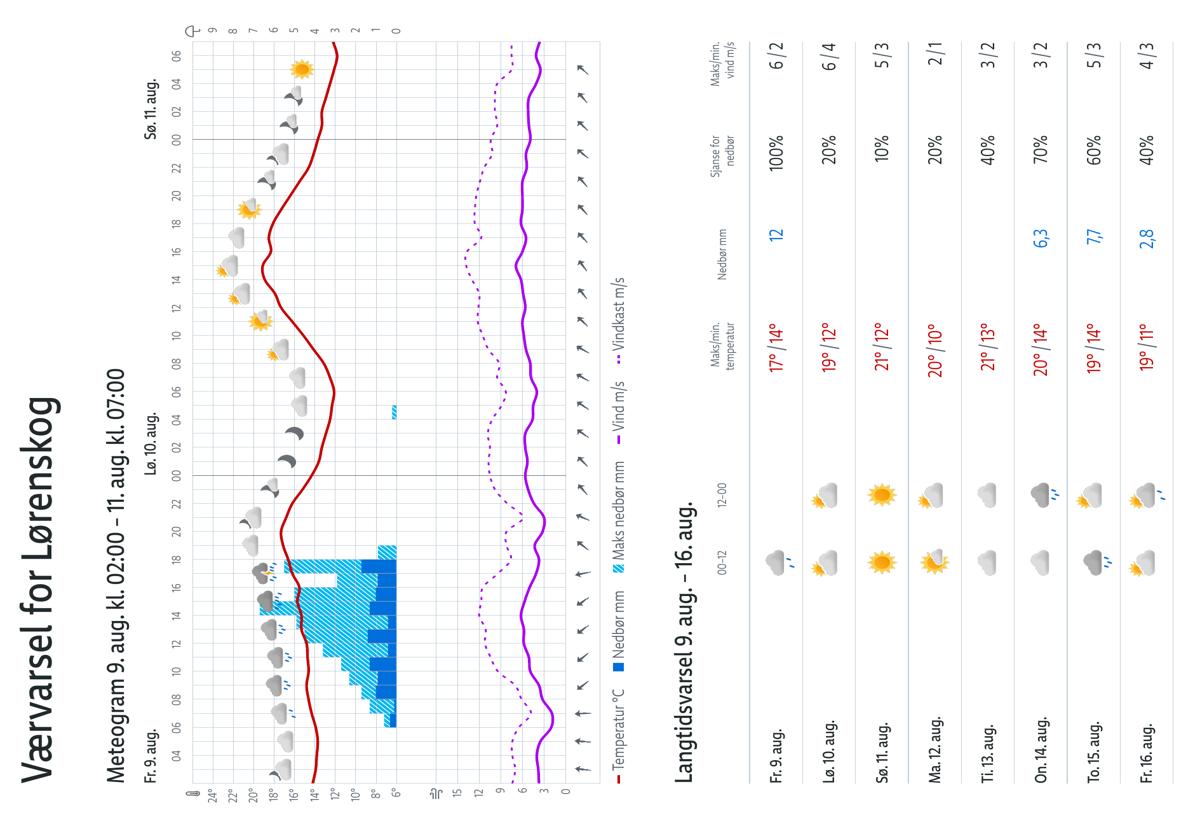 Værvarsel for Lørenskog
Meteogram 9. aug. kl. 02:00 – 11. aug. kl. 07:00
Fr. 9. aug. Lø. 10. aug. Sø. 11. aug.
04 06 08 10 12 14 16 18 20 22 00 02 04 06 08 10 12 14 16 18 20 22 00 02 04 06
24° 9
22° 8
20° 7
18° 6
16° 5
14° 4
12° 3
10° 2
8° 1
6° 0
15
12
9
6
3
0
Temperatur °C Nedbør mm Maks nedbør mm Vind m/s Vindkast m/s
Langtidsvarsel 9. aug. – 16. aug.
00–12 12–00 Maks/min. temperatur Nedbør mm Sjanse for nedbør Maks/min. vind m/s
Fr. 9. aug. 17° / 14° 12 100% 6 / 2
Lø. 10. aug. 19° / 12° 20% 6 / 4
Sø. 11. aug. 21° / 12° 10% 5 / 3
Ma. 12. aug. 20° / 10° 20% 2 / 1
Ti. 13. aug. 21° / 13° 40% 3 / 2
On. 14. aug. 20° / 14° 6,3 70% 3 / 2
To. 15. aug. 19° / 14° 7,7 60% 5 / 3
Fr. 16. aug. 19° / 11° 2,8 40% 4 / 3